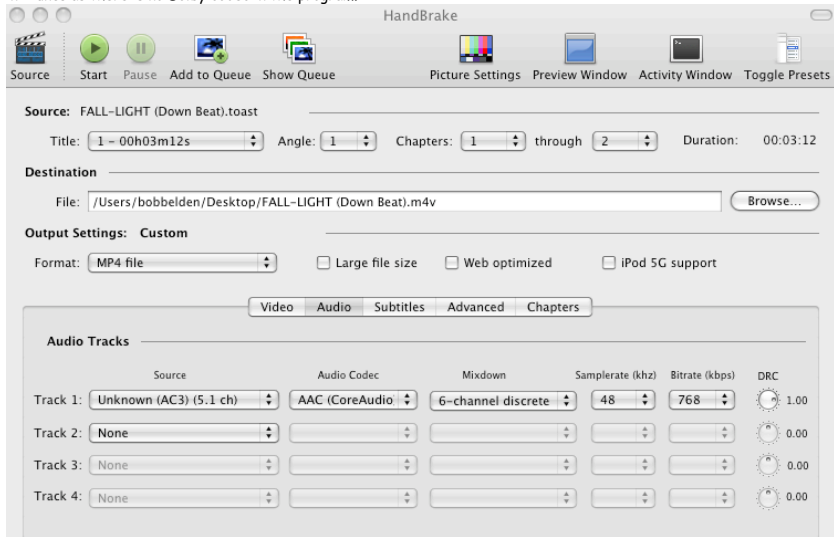 HandBrake
Source Start Pause Add to Queue Show Queue Picture Settings Preview Window Activity Window Toggle Presets
Source: FALL-LIGHT (Down Beat).toast
Title: 1 - 00h03m12s Angle: 1 Chapters: 1 through 2 Duration: 00:03:12
Destination
File: /Users/bobbelden/Desktop/FALL-LIGHT (Down Beat).m4v Browse...
Output Settings: Custom
Format: MP4 file Large file size Web optimized iPod 5G support
Video Audio Subtitles Advanced Chapters
Audio Tracks
Source Audio Codec Mixdown Samplerate (khz) Bitrate (kbps) DRC
Track 1: Unknown (AC3) (5.1 ch) AAC (CoreAudio 6-channel discrete 48 768 1.00
Track 2: None 0.00
Track 3: None 0.00
Track 4: None 0.00